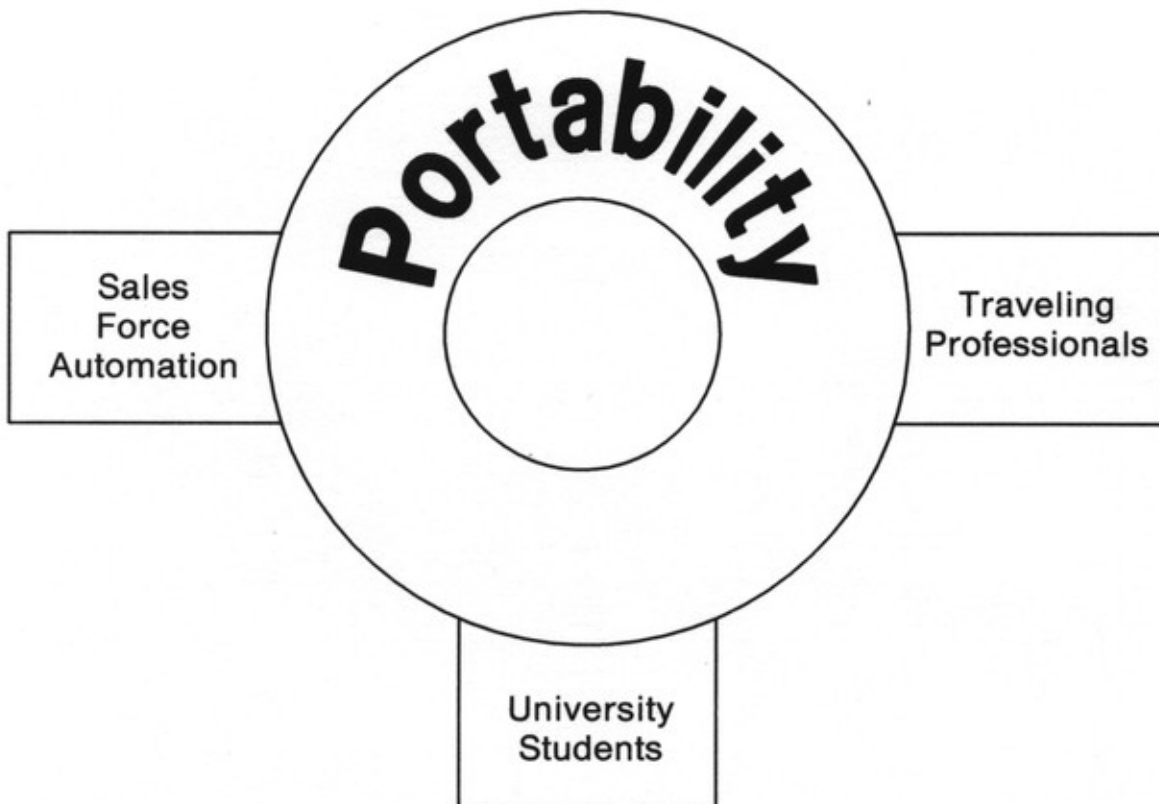 Portability
Sales
Force
Automation
Traveling
Professionals
University
Students